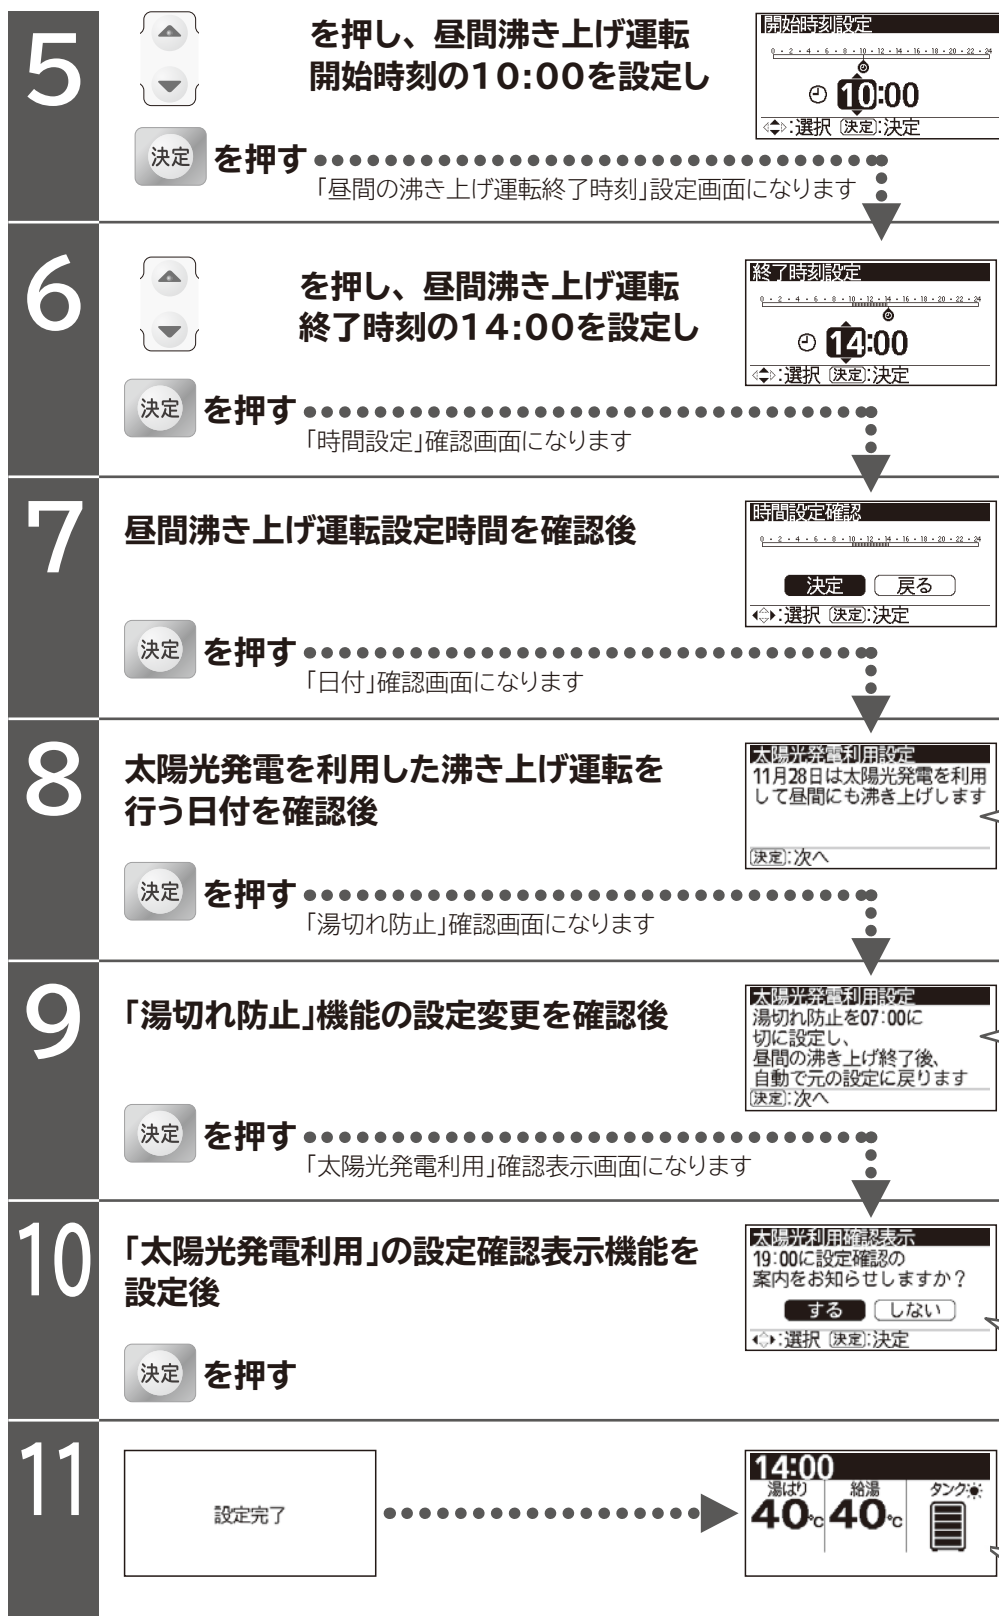 5
を押し、昼間沸き上げ運転
開始時刻の10:00を設定し
決定 を押す
「昼間の沸き上げ運転終了時刻」設定画面になります
開始時刻設定
0・2・4・6・8・10・12・14・16・18・20・22・24
10:00
:選択 決定:決定
6
を押し、昼間沸き上げ運転
終了時刻の14:00を設定し
決定 を押す
「時間設定」確認画面になります
終了時刻設定
0・2・4・6・8・10・12・14・16・18・20・22・24
14:00
:選択 決定:決定
7
昼間沸き上げ運転設定時間を確認後
決定 を押す
「日付」確認画面になります
時間設定確認
0・2・4・6・8・10・12・14・16・18・20・22・24
決定 戻る
:選択 決定:決定
8
太陽光発電を利用した沸き上げ運転を
行う日付を確認後
決定 を押す
「湯切れ防止」確認画面になります
太陽光発電利用設定
11月28日は太陽光発電を利用
して昼間にも沸き上げします
決定:次へ
9
「湯切れ防止」機能の設定変更を確認後
決定 を押す
「太陽光発電利用」確認表示画面になります
太陽光発電利用設定
湯切れ防止を07:00に
切に設定し、
昼間の沸き上げ終了後、
自動で元の設定に戻ります
決定:次へ
10
「太陽光発電利用」の設定確認表示機能を
設定後
決定 を押す
太陽光利用確認表示
19:00に設定確認の
案内をお知らせしますか?
する しない
:選択 決定:決定
11
設定完了
14:00
湯はり 給湯 タンク
40℃ 40℃